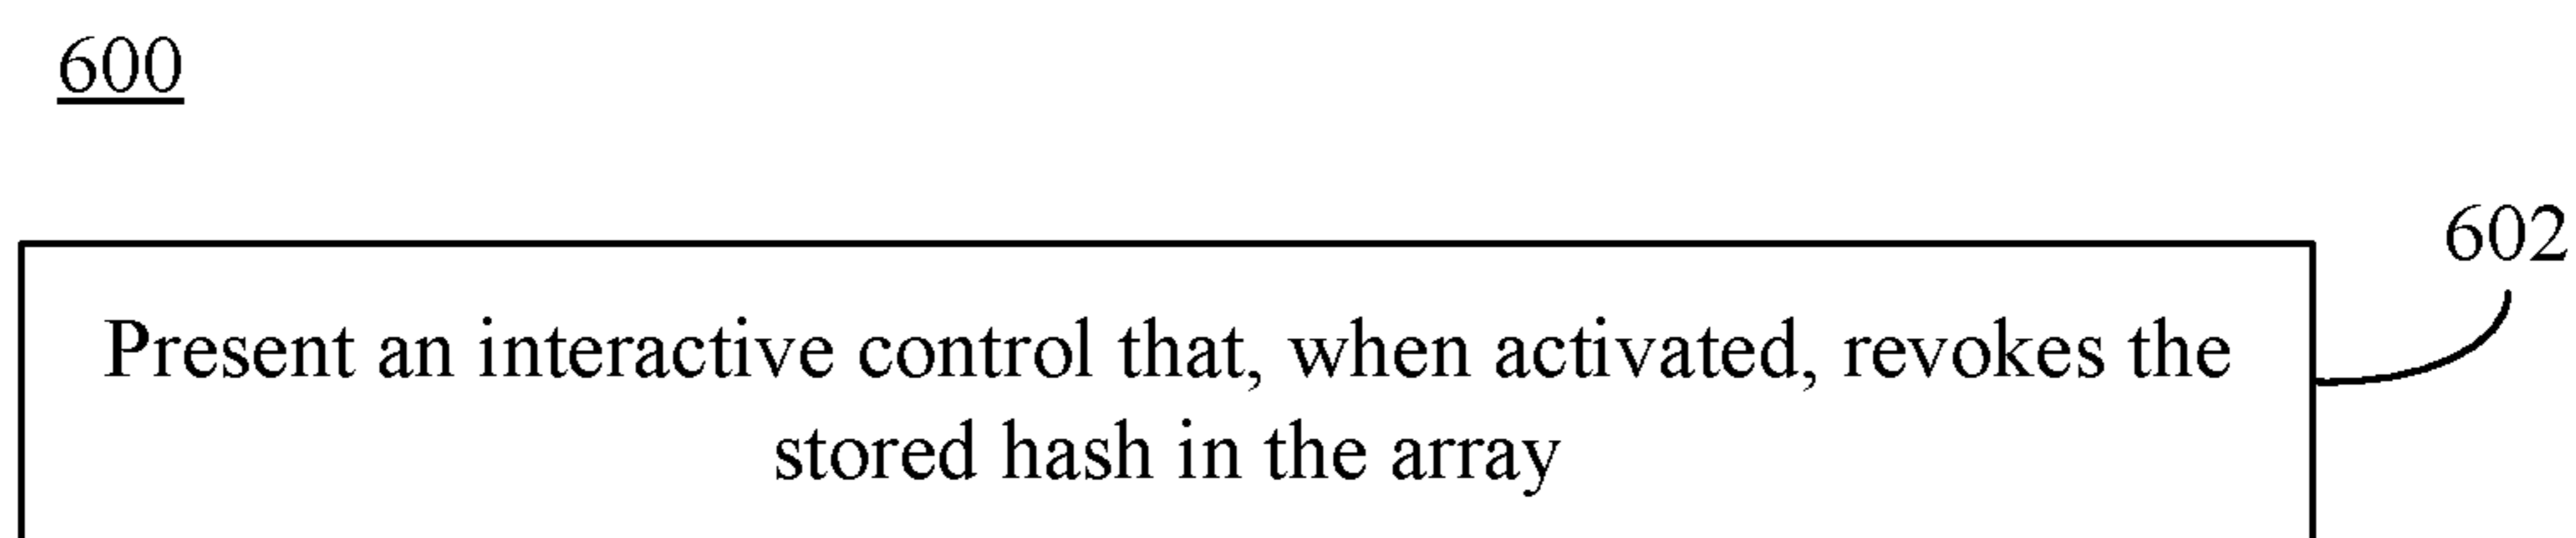 600
602
Present an interactive control that, when activated, revokes the
stored hash in the array